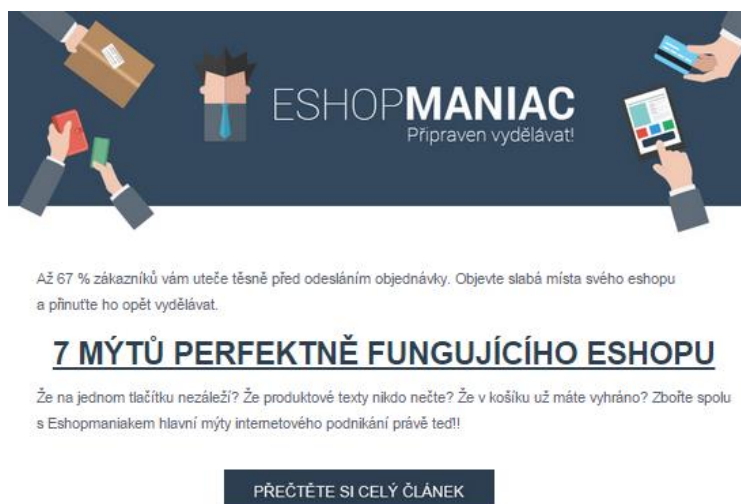 ESHOPMANIAC
Připraven vydělávat!
Až 67 % zákazníků vám uteče těsně před odesláním objednávky. Objevte slabá místa svého eshopu
a přinuťte ho opět vydělávat.
7 MÝTŮ PERFEKTNĚ FUNGUJÍCÍHO ESHOPU
Že na jednom tlačítku nezáleží? Že produktové texty nikdo nečte? Že v košíku už máte vyhráno? Zbořte spolu
s Eshopmaniakem hlavní mýty internetového podnikání právě teď!!
PŘEČTĚTE SI CELÝ ČLÁNEK